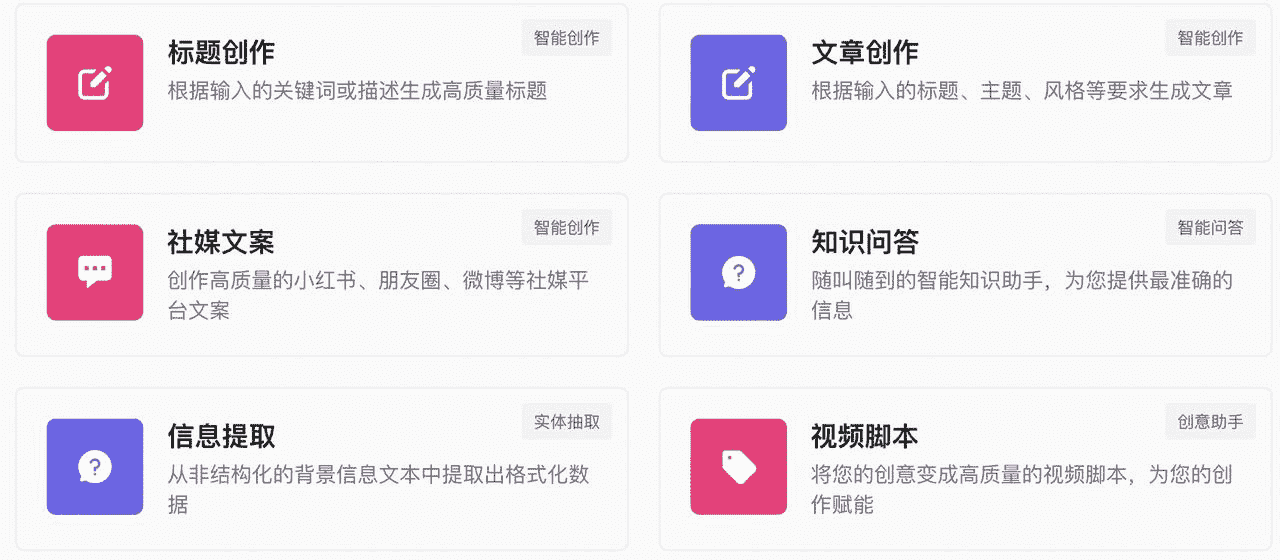 标题创作
智能创作
根据输入的关键词或描述生成高质量标题
文章创作
智能创作
根据输入的标题、主题、风格等要求生成文章
社媒文案
智能创作
创作高质量的小红书、朋友圈、微博等社媒平
台文案
知识问答
智能问答
随叫随到的智能知识助手，为您提供最准确的
信息
信息提取
实体抽取
从非结构化的背景信息文本中提取出格式化数
据
视频脚本
创意助手
将您的创意变成高质量的视频脚本，为您的创
作赋能